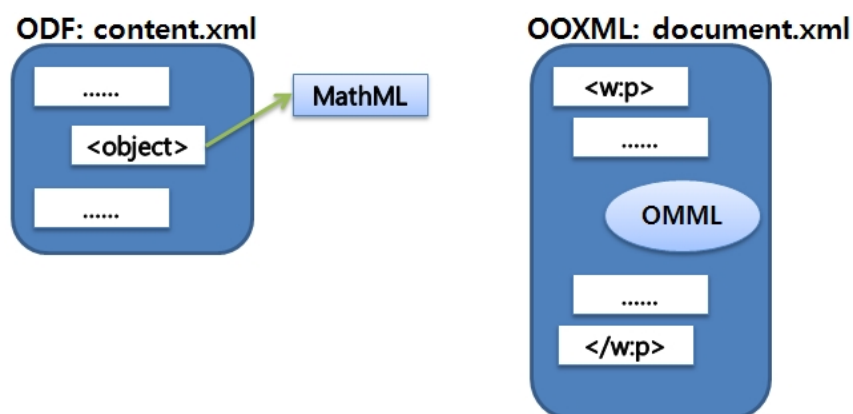 ODF: content.xml
......
<object>
......
MathML
OOXML: document.xml
<w:p>
......
OMML
......
</w:p>